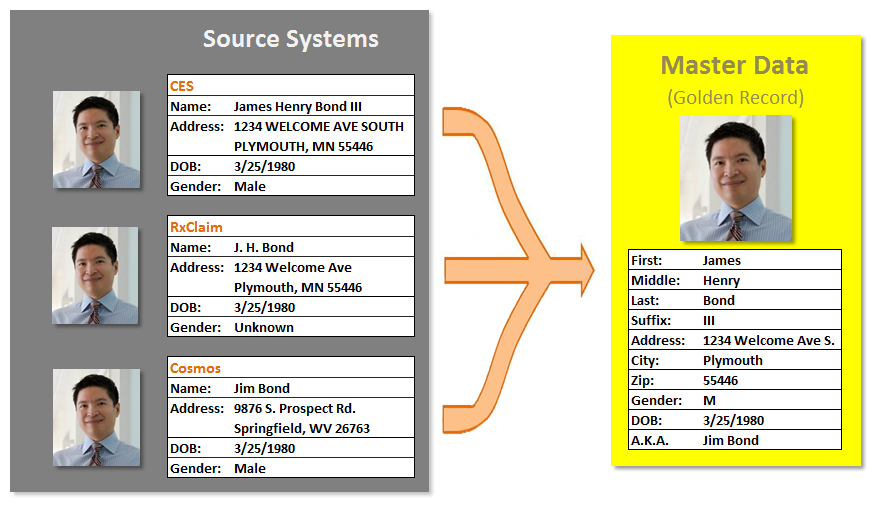 Source Systems
CES
Name: James Henry Bond III
Address: 1234 WELCOME AVE SOUTH
PLYMOUTH, MN 55446
DOB: 3/25/1980
Gender: Male
RxClaim
Name: J. H. Bond
Address: 1234 Welcome Ave
Plymouth, MN 55446
DOB: 3/25/1980
Gender: Unknown
Cosmos
Name: Jim Bond
Address: 9876 S. Prospect Rd.
Springfield, WV 26763
DOB: 3/25/1980
Gender: Male
Master Data
(Golden Record)
First: James
Middle: Henry
Last: Bond
Suffix: III
Address: 1234 Welcome Ave S.
City: Plymouth
Zip: 55446
Gender: M
DOB: 3/25/1980
A.K.A. Jim Bond